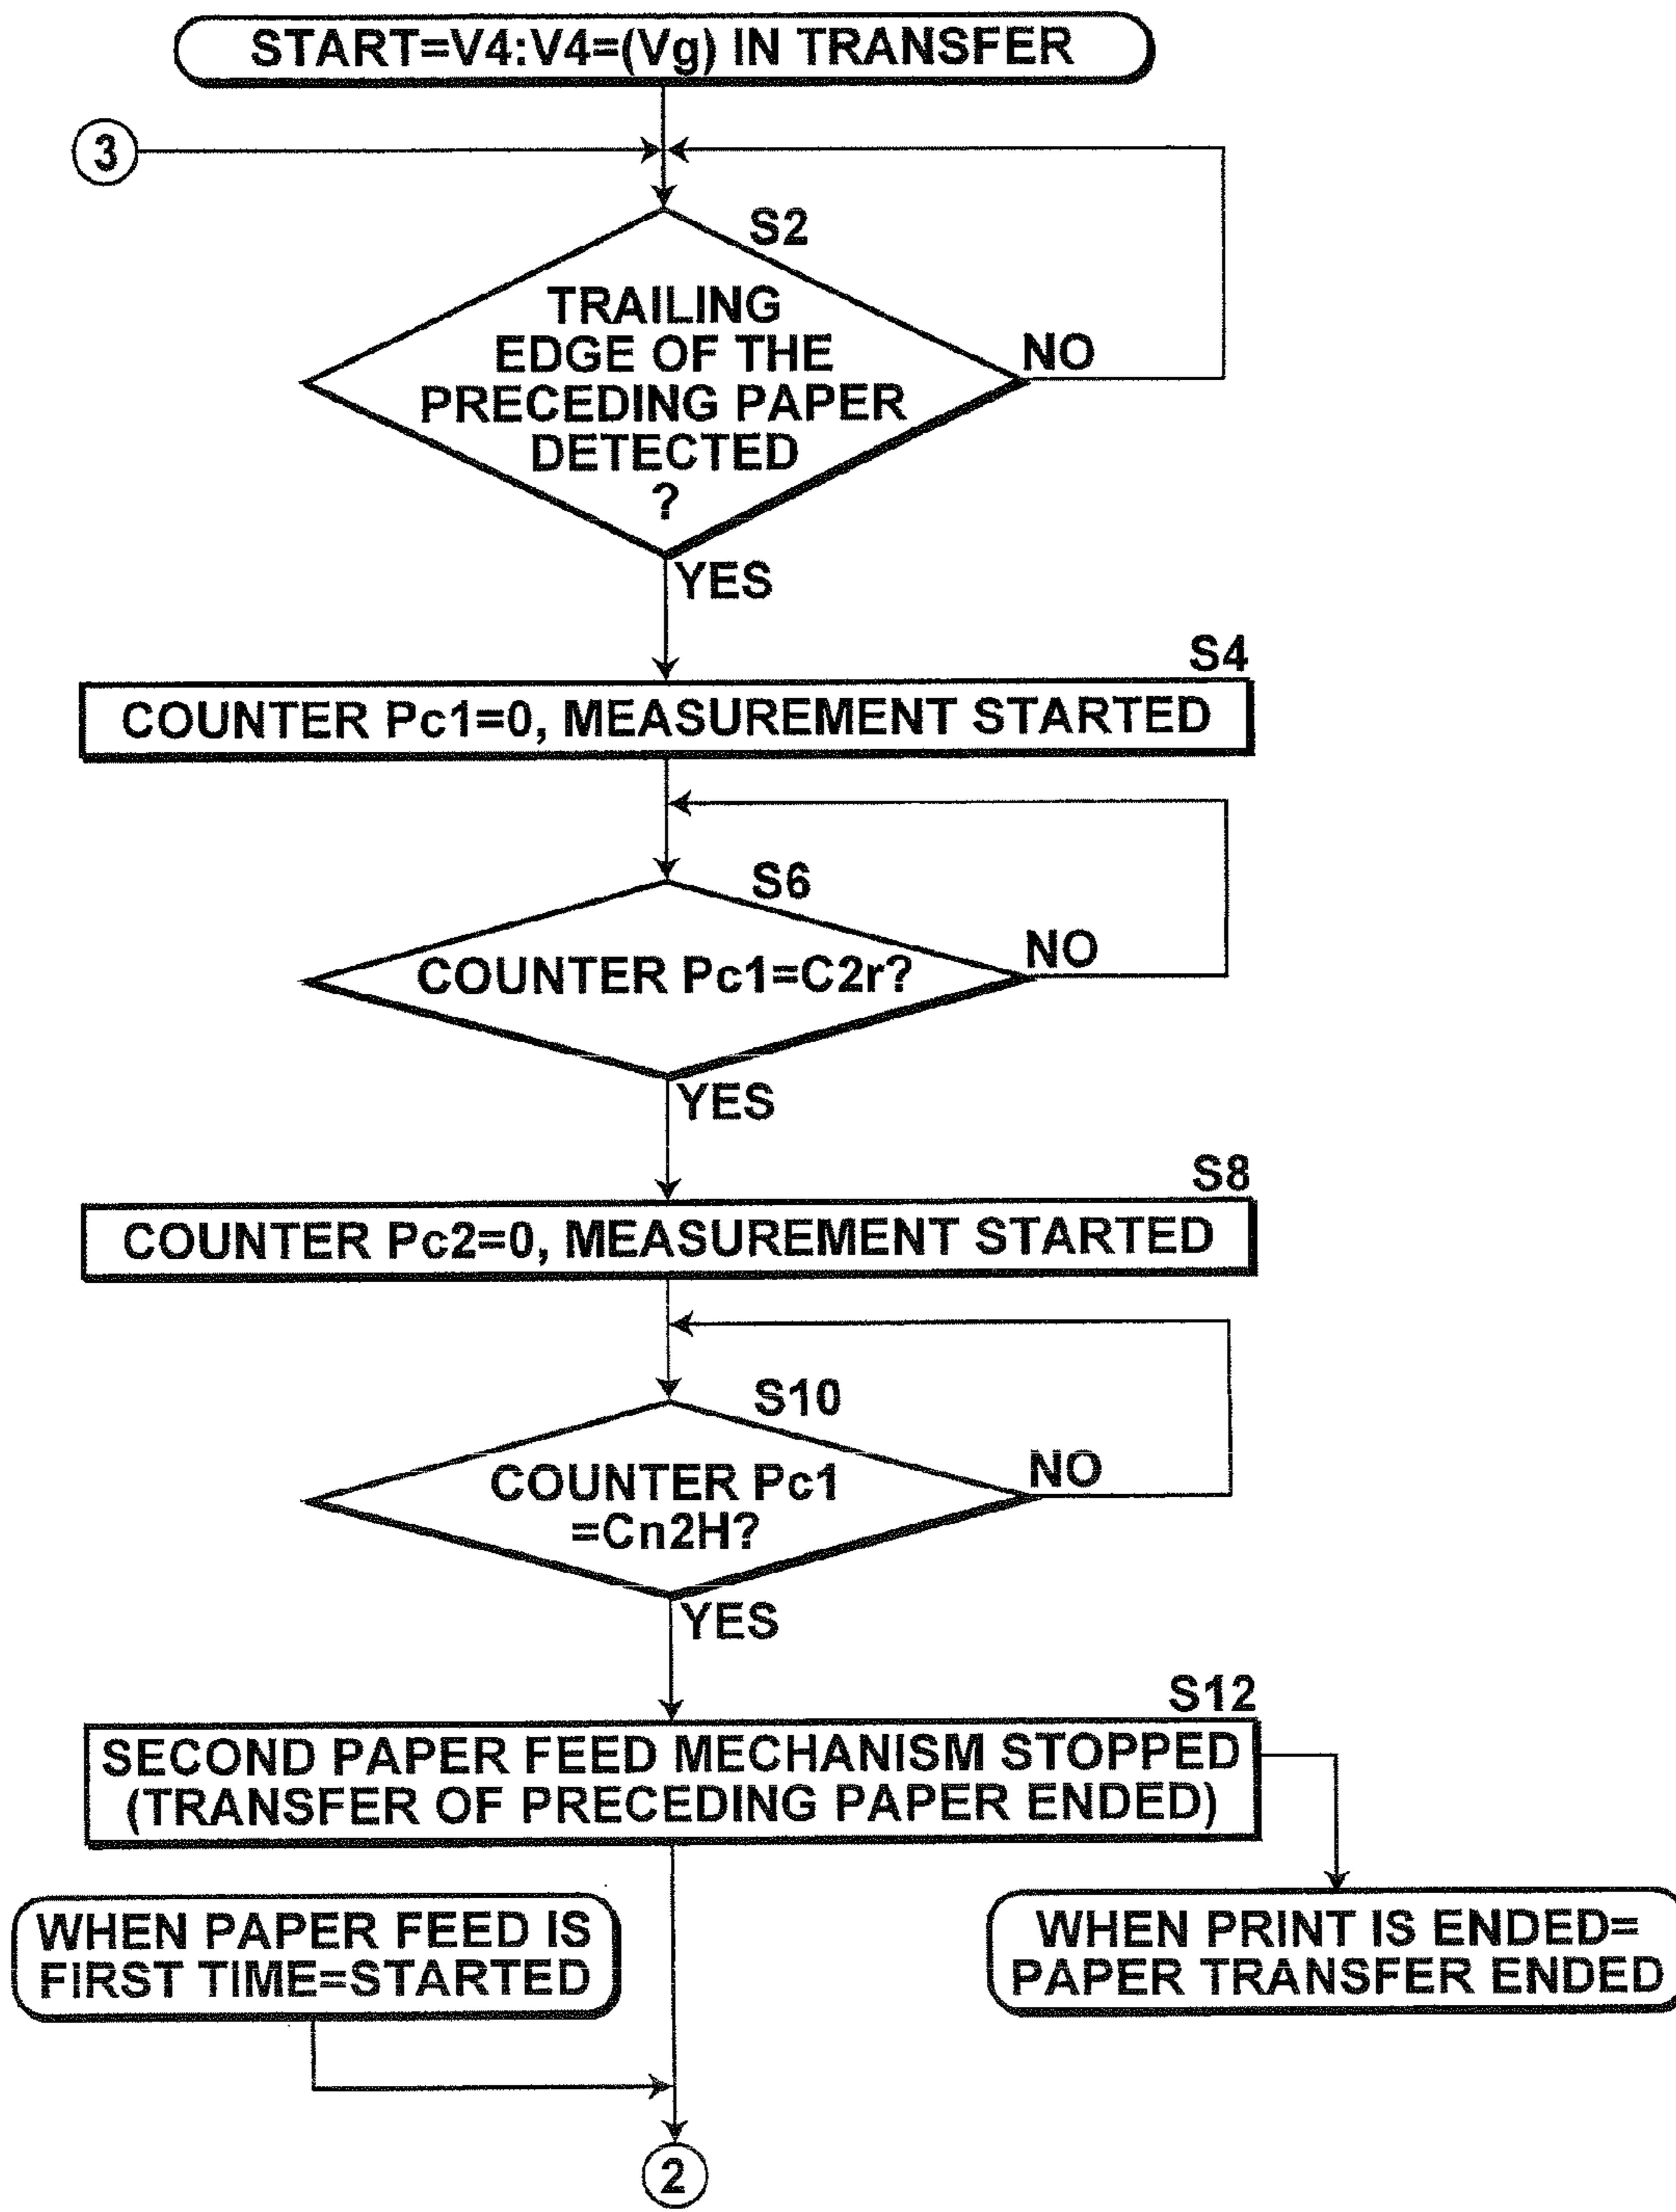 START=V4:V4=(Vg) IN TRANSFER
3
S2
TRAILING
EDGE OF THE
PRECEDING PAPER
DETECTED
?
NO
YES
S4
COUNTER Pc1=0, MEASUREMENT STARTED
S6
COUNTER Pc1=C2r?
NO
YES
S8
COUNTER Pc2=0, MEASUREMENT STARTED
S10
COUNTER Pc1
=Cn2H?
NO
YES
S12
SECOND PAPER FEED MECHANISM STOPPED
(TRANSFER OF PRECEDING PAPER ENDED)
WHEN PAPER FEED IS
FIRST TIME=STARTED
WHEN PRINT IS ENDED=
PAPER TRANSFER ENDED
2